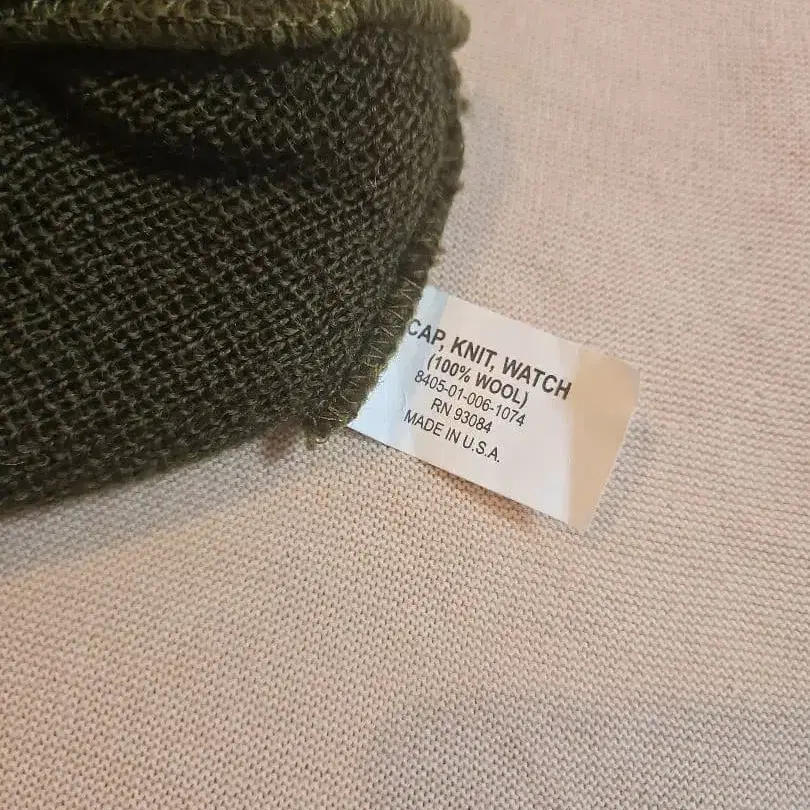 CAP, KNIT, WATCH
(100% WOOL)
8405-01-006-1074
RN 93084
MADE IN U.S.A.